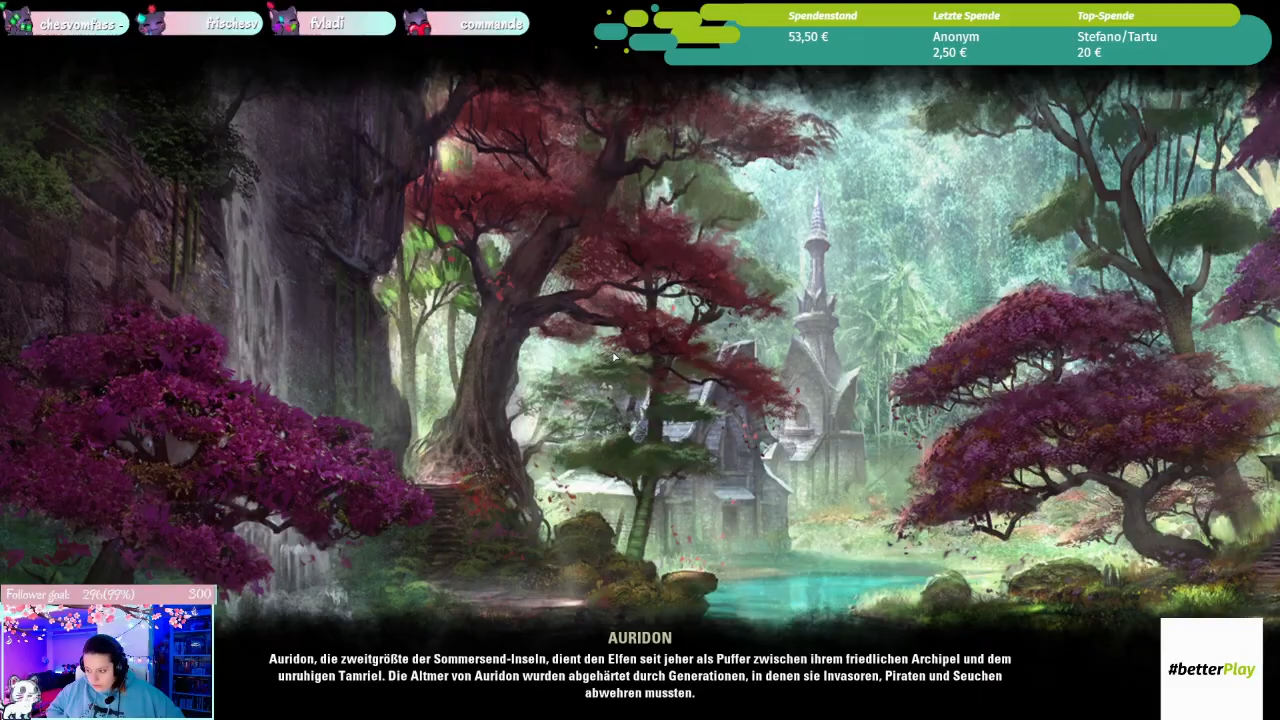 chesvomfass -
frischesv
fvladi
commande
Spendenstand
Letzte Spende
Top-Spende
53,50 €
Anonym
2,50 €
Stefano/Tartu
20 €
Follower goal: 296(99%) 300
AURIDON
Auridon, die zweitgrößte der Sommersend-Inseln, dient den Elfen seit jeher als Puffer zwischen ihrem friedlichen Archipel und dem
unruhigen Tamriel. Die Altmer von Auridon wurden abgehärtet durch Generationen, in denen sie Invasoren, Piraten und Seuchen
abwehren mussten.
#betterPlay